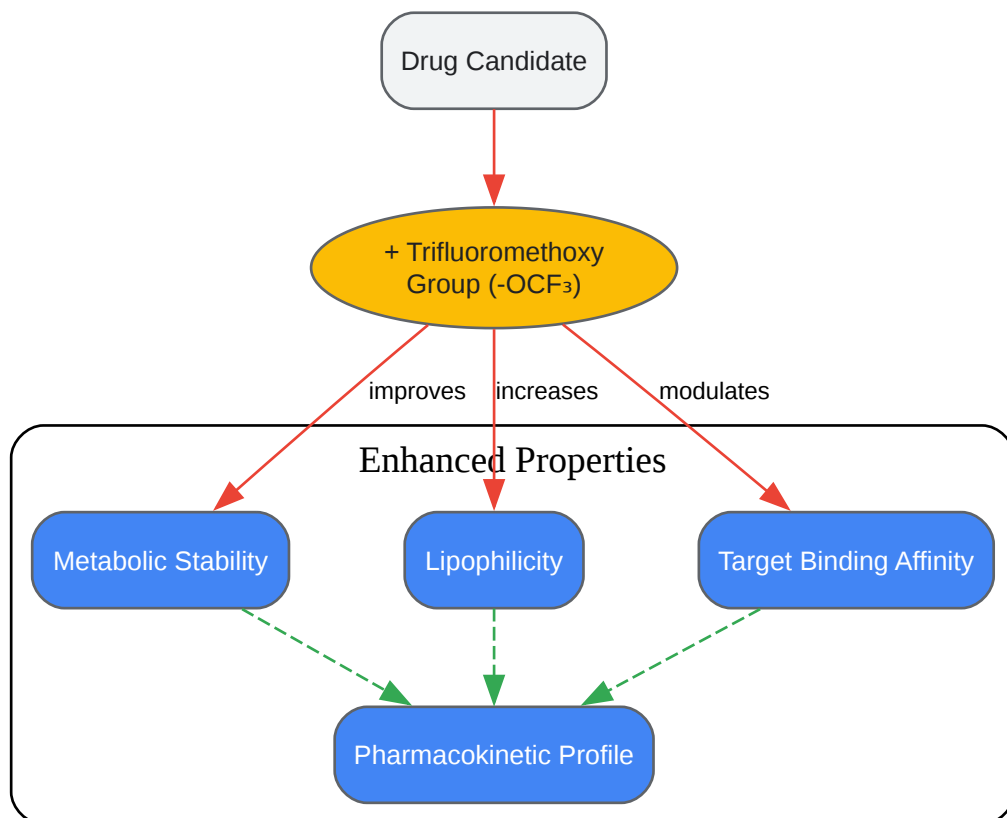 Drug Candidate
+ Trifluoromethoxy
Group (-OCF₃)
improves
increases
modulates
Enhanced Properties
Metabolic Stability
Lipophilicity
Target Binding Affinity
Pharmacokinetic Profile